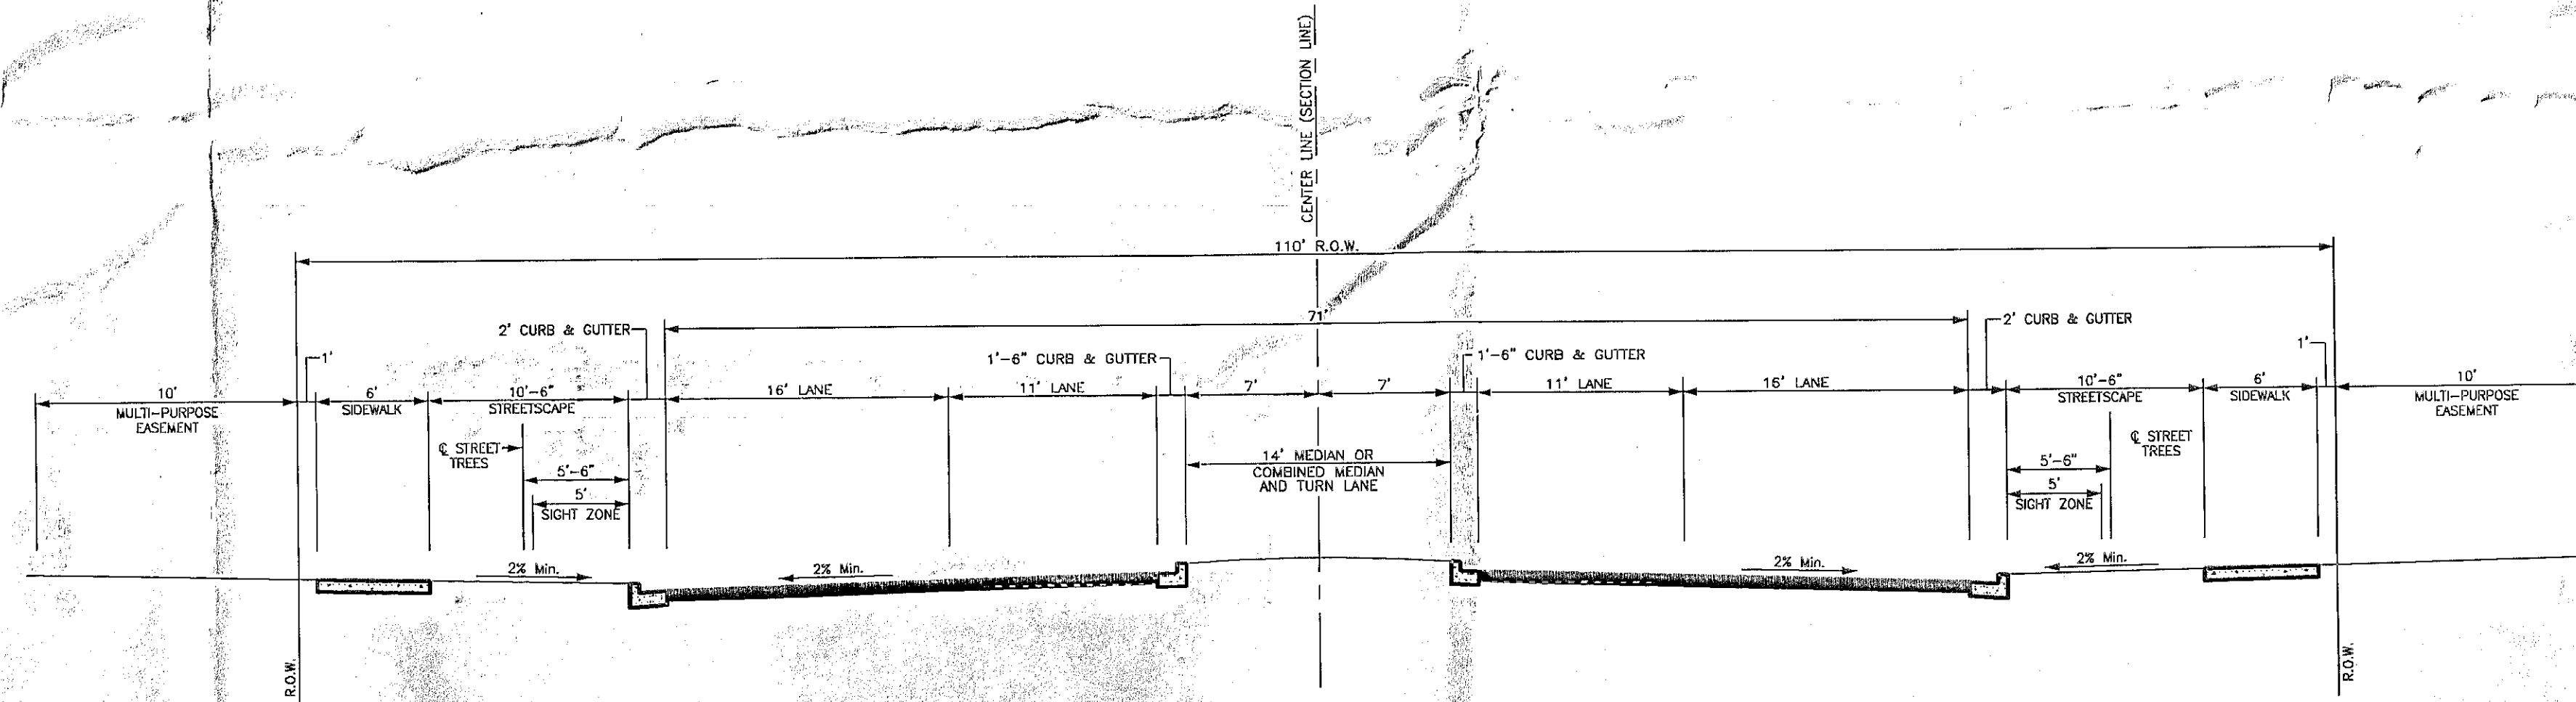 CENTER LINE (SECTION LINE)
110' R.O.W.
71'
2' CURB & GUTTER
2' CURB & GUTTER
1'
1'-6" CURB & GUTTER
1'-6" CURB & GUTTER
1'
10'
MULTI-PURPOSE
EASEMENT
6'
SIDEWALK
10'-6"
STREETSCAPE
16' LANE
11' LANE
7'
7'
11' LANE
16' LANE
10'-6"
STREETSCAPE
6'
SIDEWALK
10'
MULTI-PURPOSE
EASEMENT
℄ STREET
TREES
5'-6"
5'
SIGHT ZONE
14' MEDIAN OR
COMBINED MEDIAN
AND TURN LANE
℄ STREET
TREES
5'-6"
5'
SIGHT ZONE
2% Min.
2% Min.
2% Min.
2% Min.
R.O.W.
R.O.W.